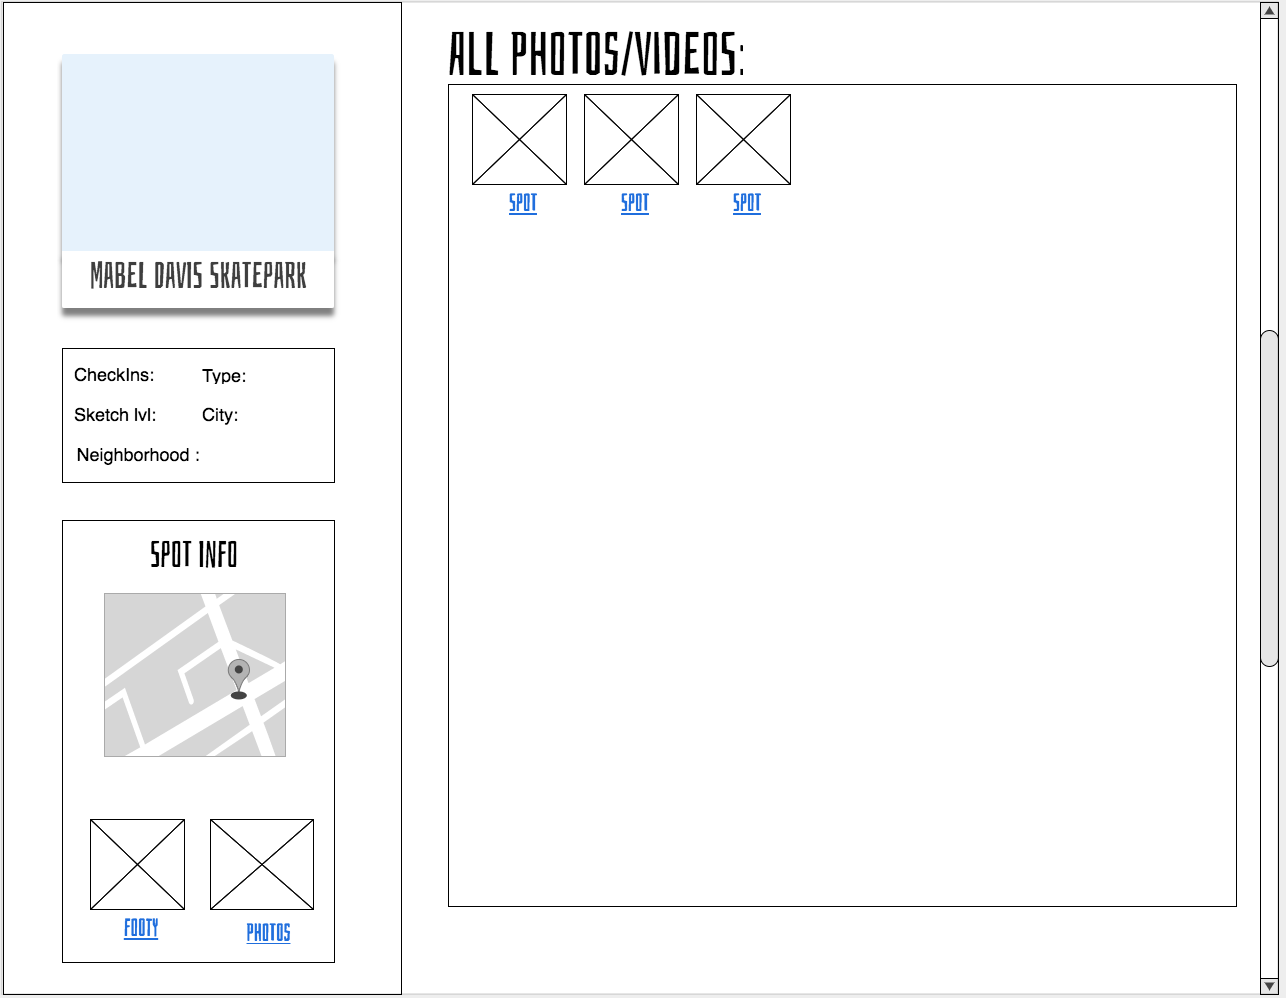 MABEL DAVIS SKATEPARK
CheckIns: Type:
Sketch lvl: City:
Neighborhood :
SPOT INFO
FOOTY PHOTOS
ALL PHOTOS/VIDEOS:
SPOT SPOT SPOT